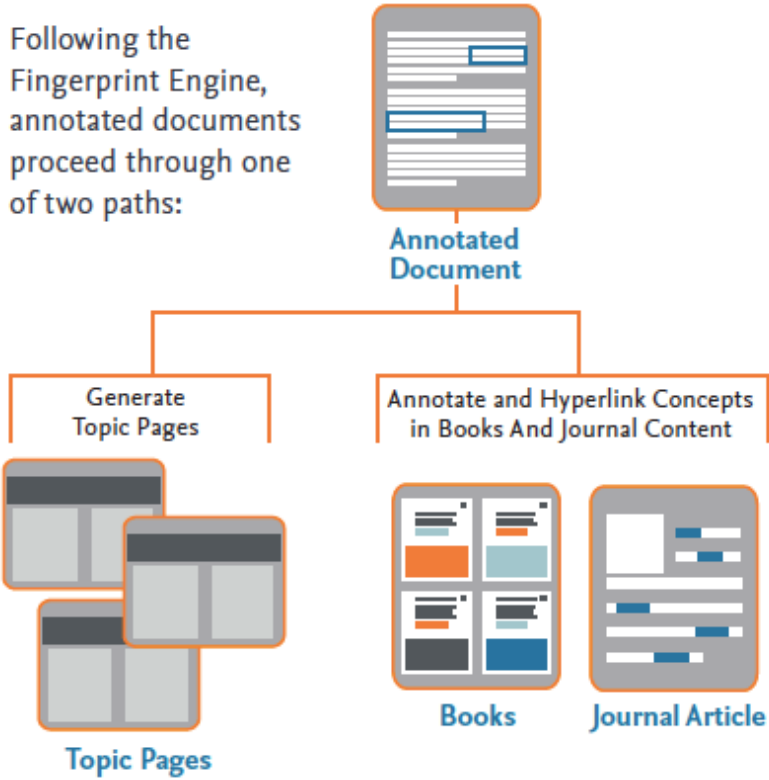 Following the
Fingerprint Engine,
annotated documents
proceed through one
of two paths:
Annotated
Document
Generate
Topic Pages
Annotate and Hyperlink Concepts
in Books And Journal Content
Books
Journal Article
Topic Pages